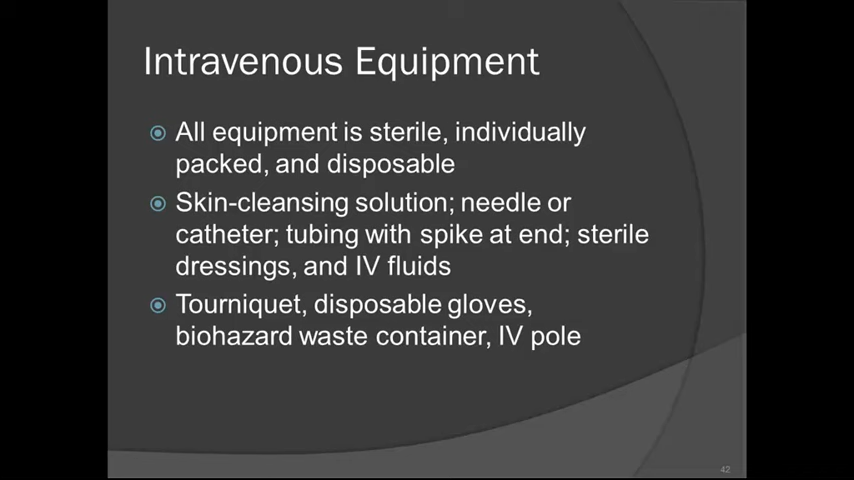 Intravenous Equipment
All equipment is sterile, individually
packed, and disposable
Skin-cleansing solution; needle or
catheter; tubing with spike at end; sterile
dressings, and IV fluids
Tourniquet, disposable gloves,
biohazard waste container, IV pole
42